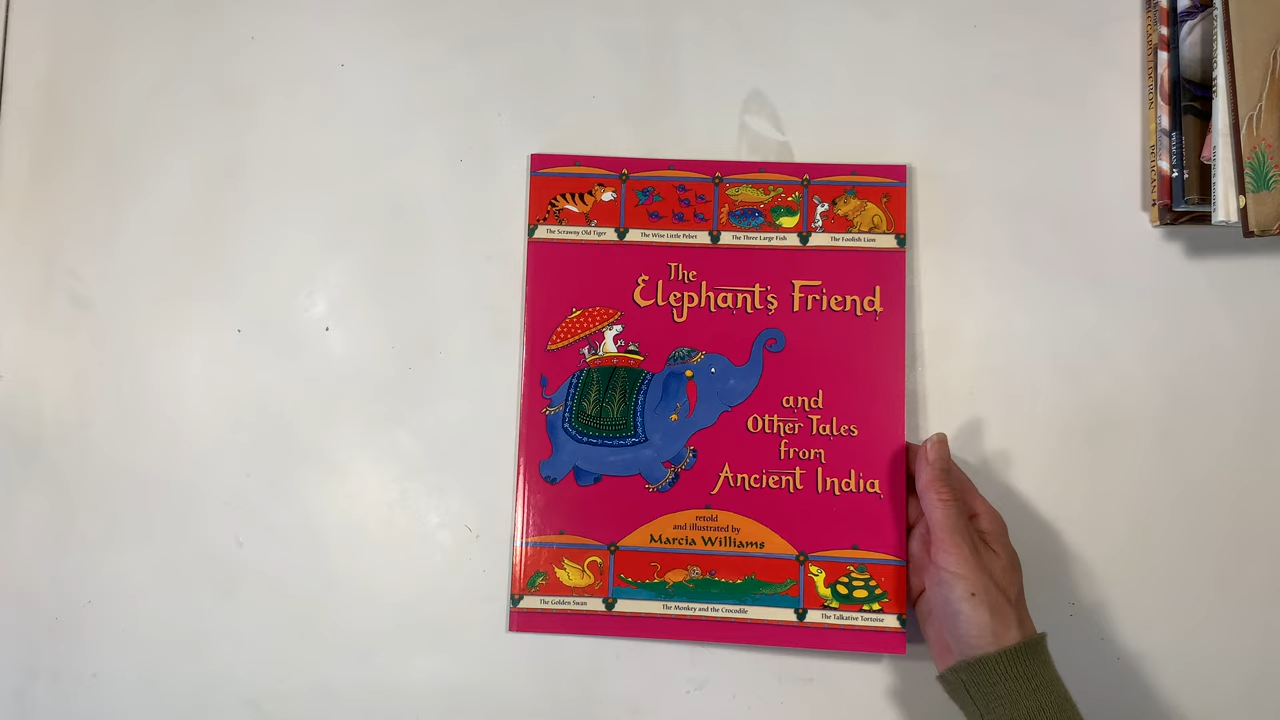 The Scrawny Old Tiger
The Wise Little Pebet
The Three Large Fish
The Foolish Lion
The
Elephant's Friend
and
Other Tales
from
Ancient India
retold
and illustrated by
Marcia Williams
The Golden Swan
The Monkey and the Crocodile
The Talkative Tortoise
PELICAN